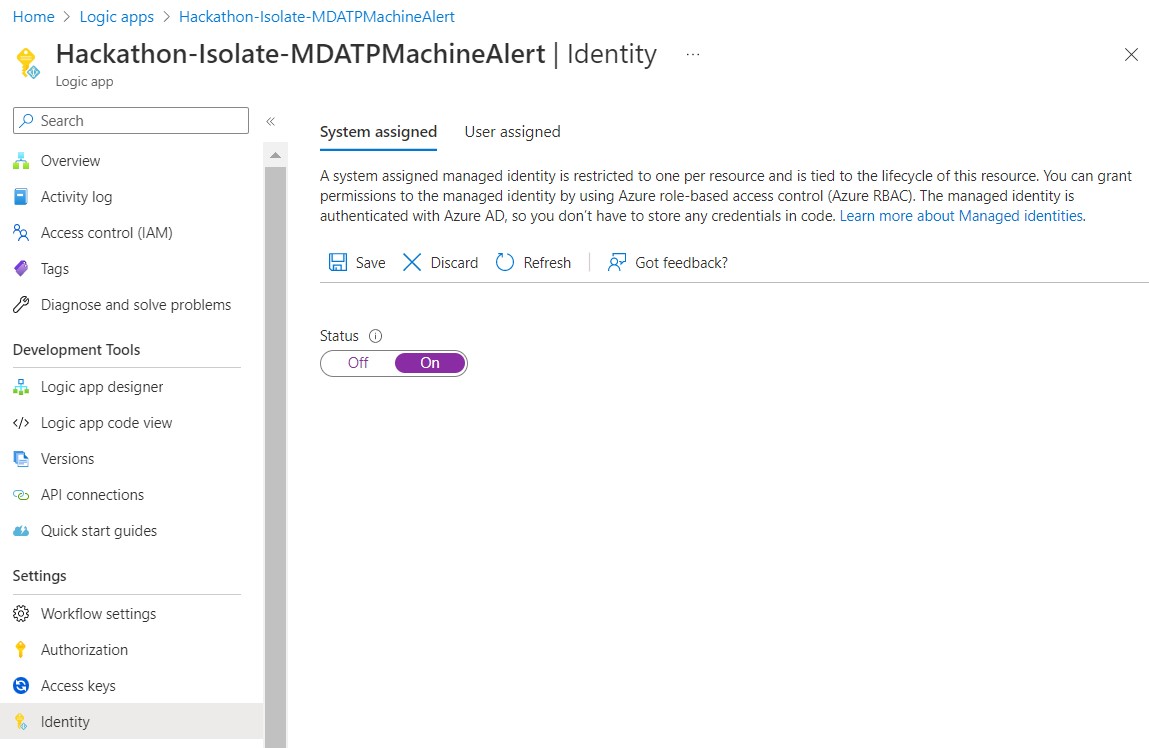 Home > Logic apps > Hackathon-Isolate-MDATPMachineAlert
Hackathon-Isolate-MDATPMachineAlert | Identity ...
Logic app
Search
«
Overview
Activity log
Access control (IAM)
Tags
Diagnose and solve problems
Development Tools
Logic app designer
Logic app code view
Versions
API connections
Quick start guides
Settings
Workflow settings
Authorization
Access keys
Identity
System assigned User assigned
A system assigned managed identity is restricted to one per resource and is tied to the lifecycle of this resource. You can grant
permissions to the managed identity by using Azure role-based access control (Azure RBAC). The managed identity is
authenticated with Azure AD, so you don’t have to store any credentials in code. Learn more about Managed identities.
Save Discard Refresh Got feedback?
Status
Off On